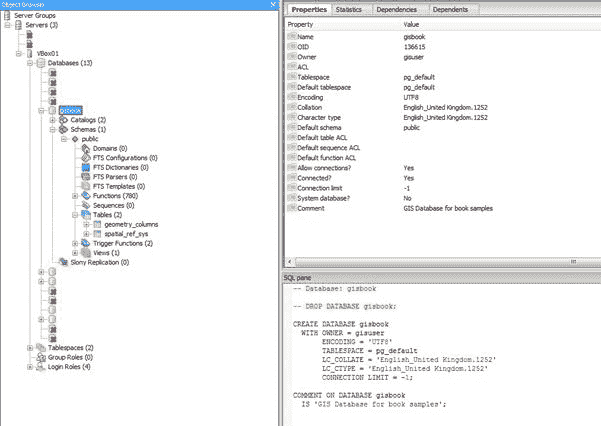 Object Browser
Server Groups
Servers (3)
VBox01
Databases (13)
gisbook
Catalogs (2)
Schemas (1)
public
Domains (0)
FTS Configurations (0)
FTS Dictionaries (0)
FTS Parsers (0)
FTS Templates (0)
Functions (780)
Sequences (0)
Tables (2)
geometry_columns
spatial_ref_sys
Trigger Functions (2)
Views (1)
Slony Replication (0)
Tablespaces (2)
Group Roles (0)
Login Roles (4)
Properties Statistics Dependencies Dependents
Property Value
Name gisbook
OID 136615
Owner gisuser
ACL
Tablespace pg_default
Default tablespace pg_default
Encoding UTF8
Collation English_United Kingdom.1252
Character type English_United Kingdom.1252
Default schema public
Default table ACL
Default sequence ACL
Default function ACL
Allow connections? Yes
Connected? Yes
Connection limit -1
System database? No
Comment GIS Database for book samples
SQL pane
-- Database: gisbook
-- DROP DATABASE gisbook;
CREATE DATABASE gisbook
WITH OWNER = gisuser
ENCODING = 'UTF8'
TABLESPACE = pg_default
LC_COLLATE = 'English_United Kingdom.1252'
LC_CTYPE = 'English_United Kingdom.1252'
CONNECTION LIMIT = -1;
COMMENT ON DATABASE gisbook
IS 'GIS Database for book samples';